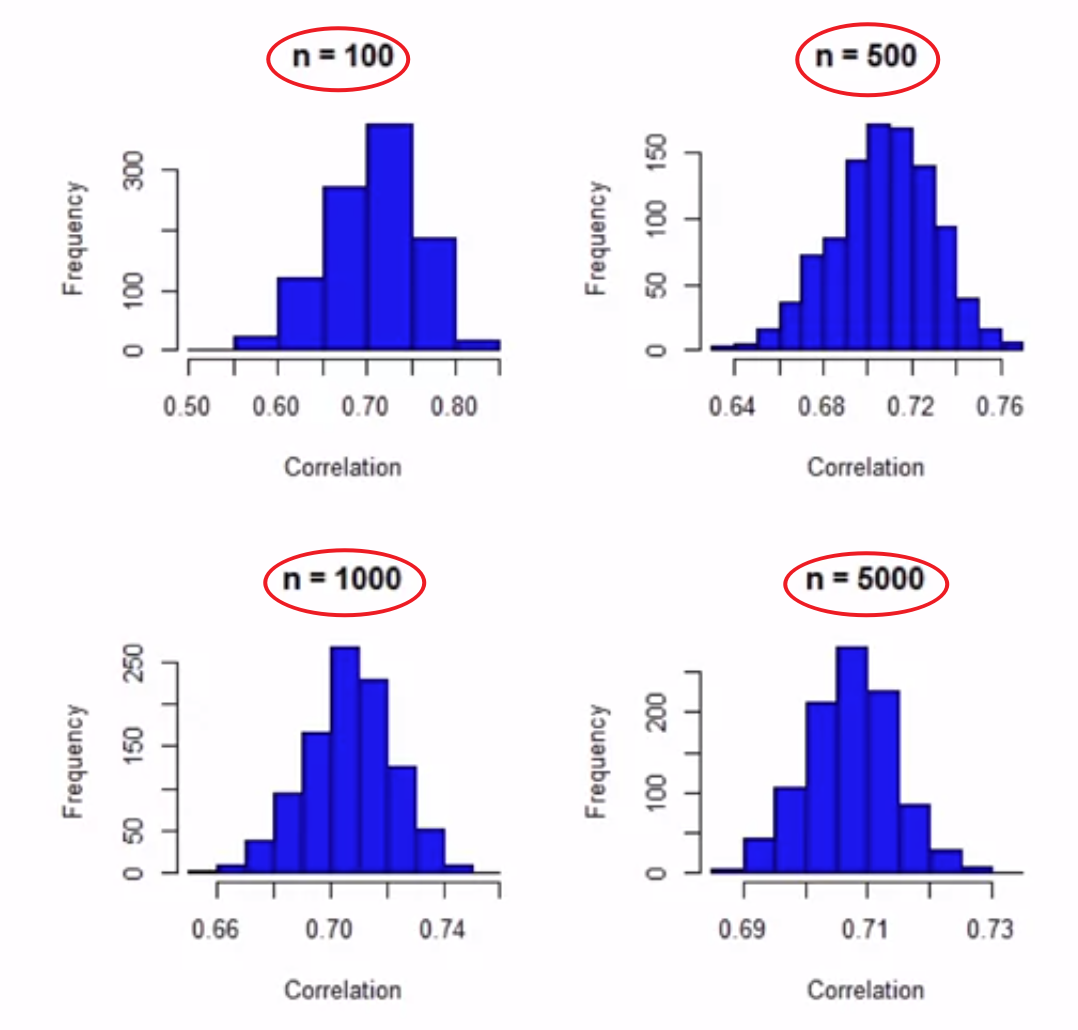 n = 100
Frequency
300
100
0
0.50 0.60 0.70 0.80
Correlation
n = 500
Frequency
150
100
50
0
0.64 0.68 0.72 0.76
Correlation
n = 1000
Frequency
250
150
50
0
0.66 0.70 0.74
Correlation
n = 5000
Frequency
200
100
0
0.69 0.71 0.73
Correlation